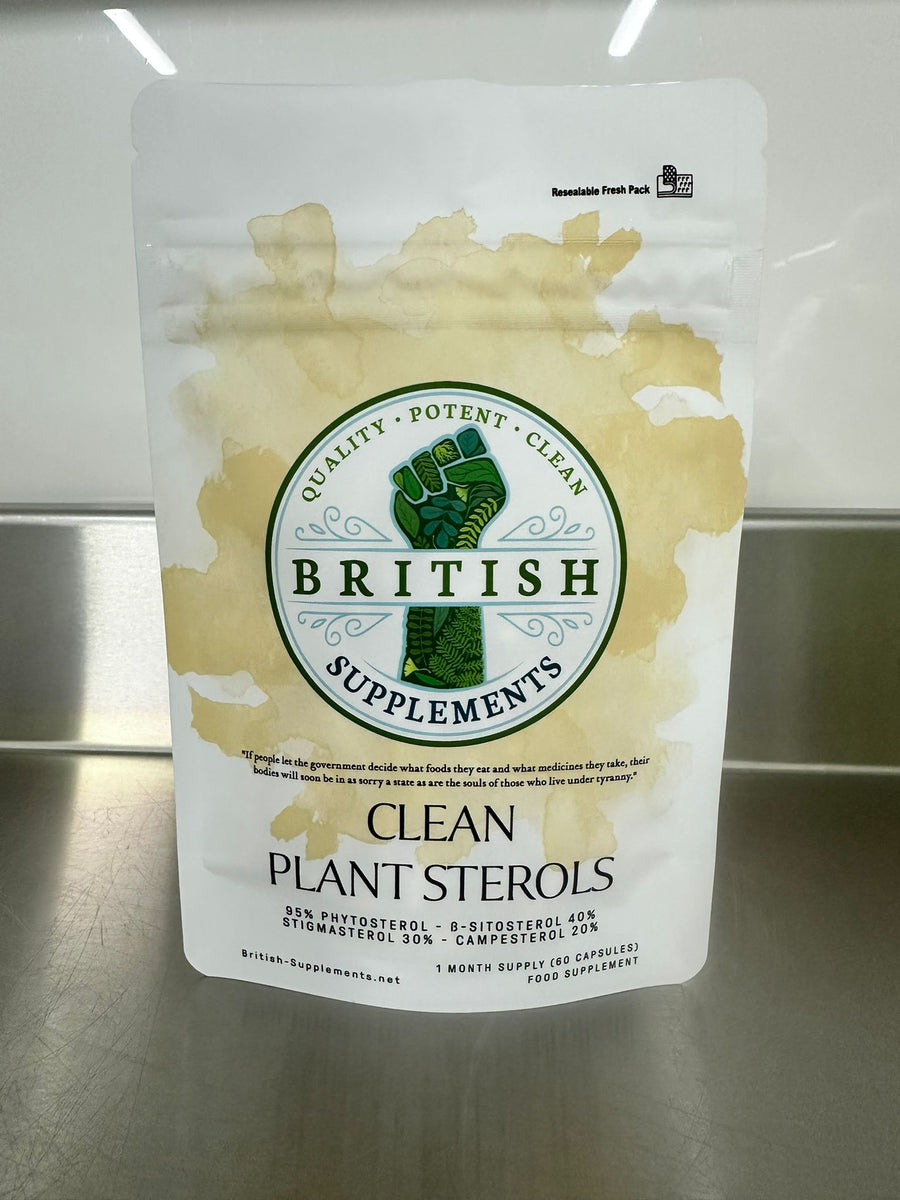 Resealable Fresh Pack
QUALITY · POTENT · CLEAN
BRITISH
SUPPLEMENTS
"If people let the government decide what foods they eat and what medicines they take, their
bodies will soon be in as sorry a state as are the souls of those who live under tyranny."
CLEAN
PLANT STEROLS
95% PHYTOSTEROL - β-SITOSTEROL 40%
STIGMASTEROL 30% - CAMPESTEROL 20%
British-Supplements.net
1 MONTH SUPPLY (60 CAPSULES)
FOOD SUPPLEMENT